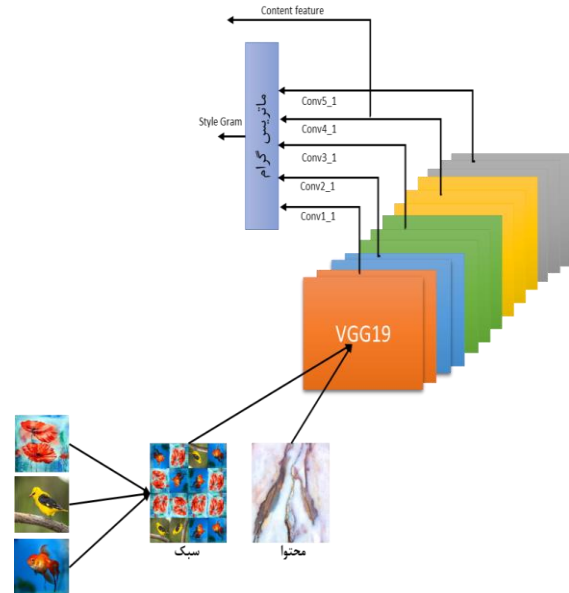 Content feature
Conv5_1
Conv4_1
Style Gram
ماتریس گرام
Conv3_1
Conv2_1
Conv1_1
VGG19
سبک
محتوا